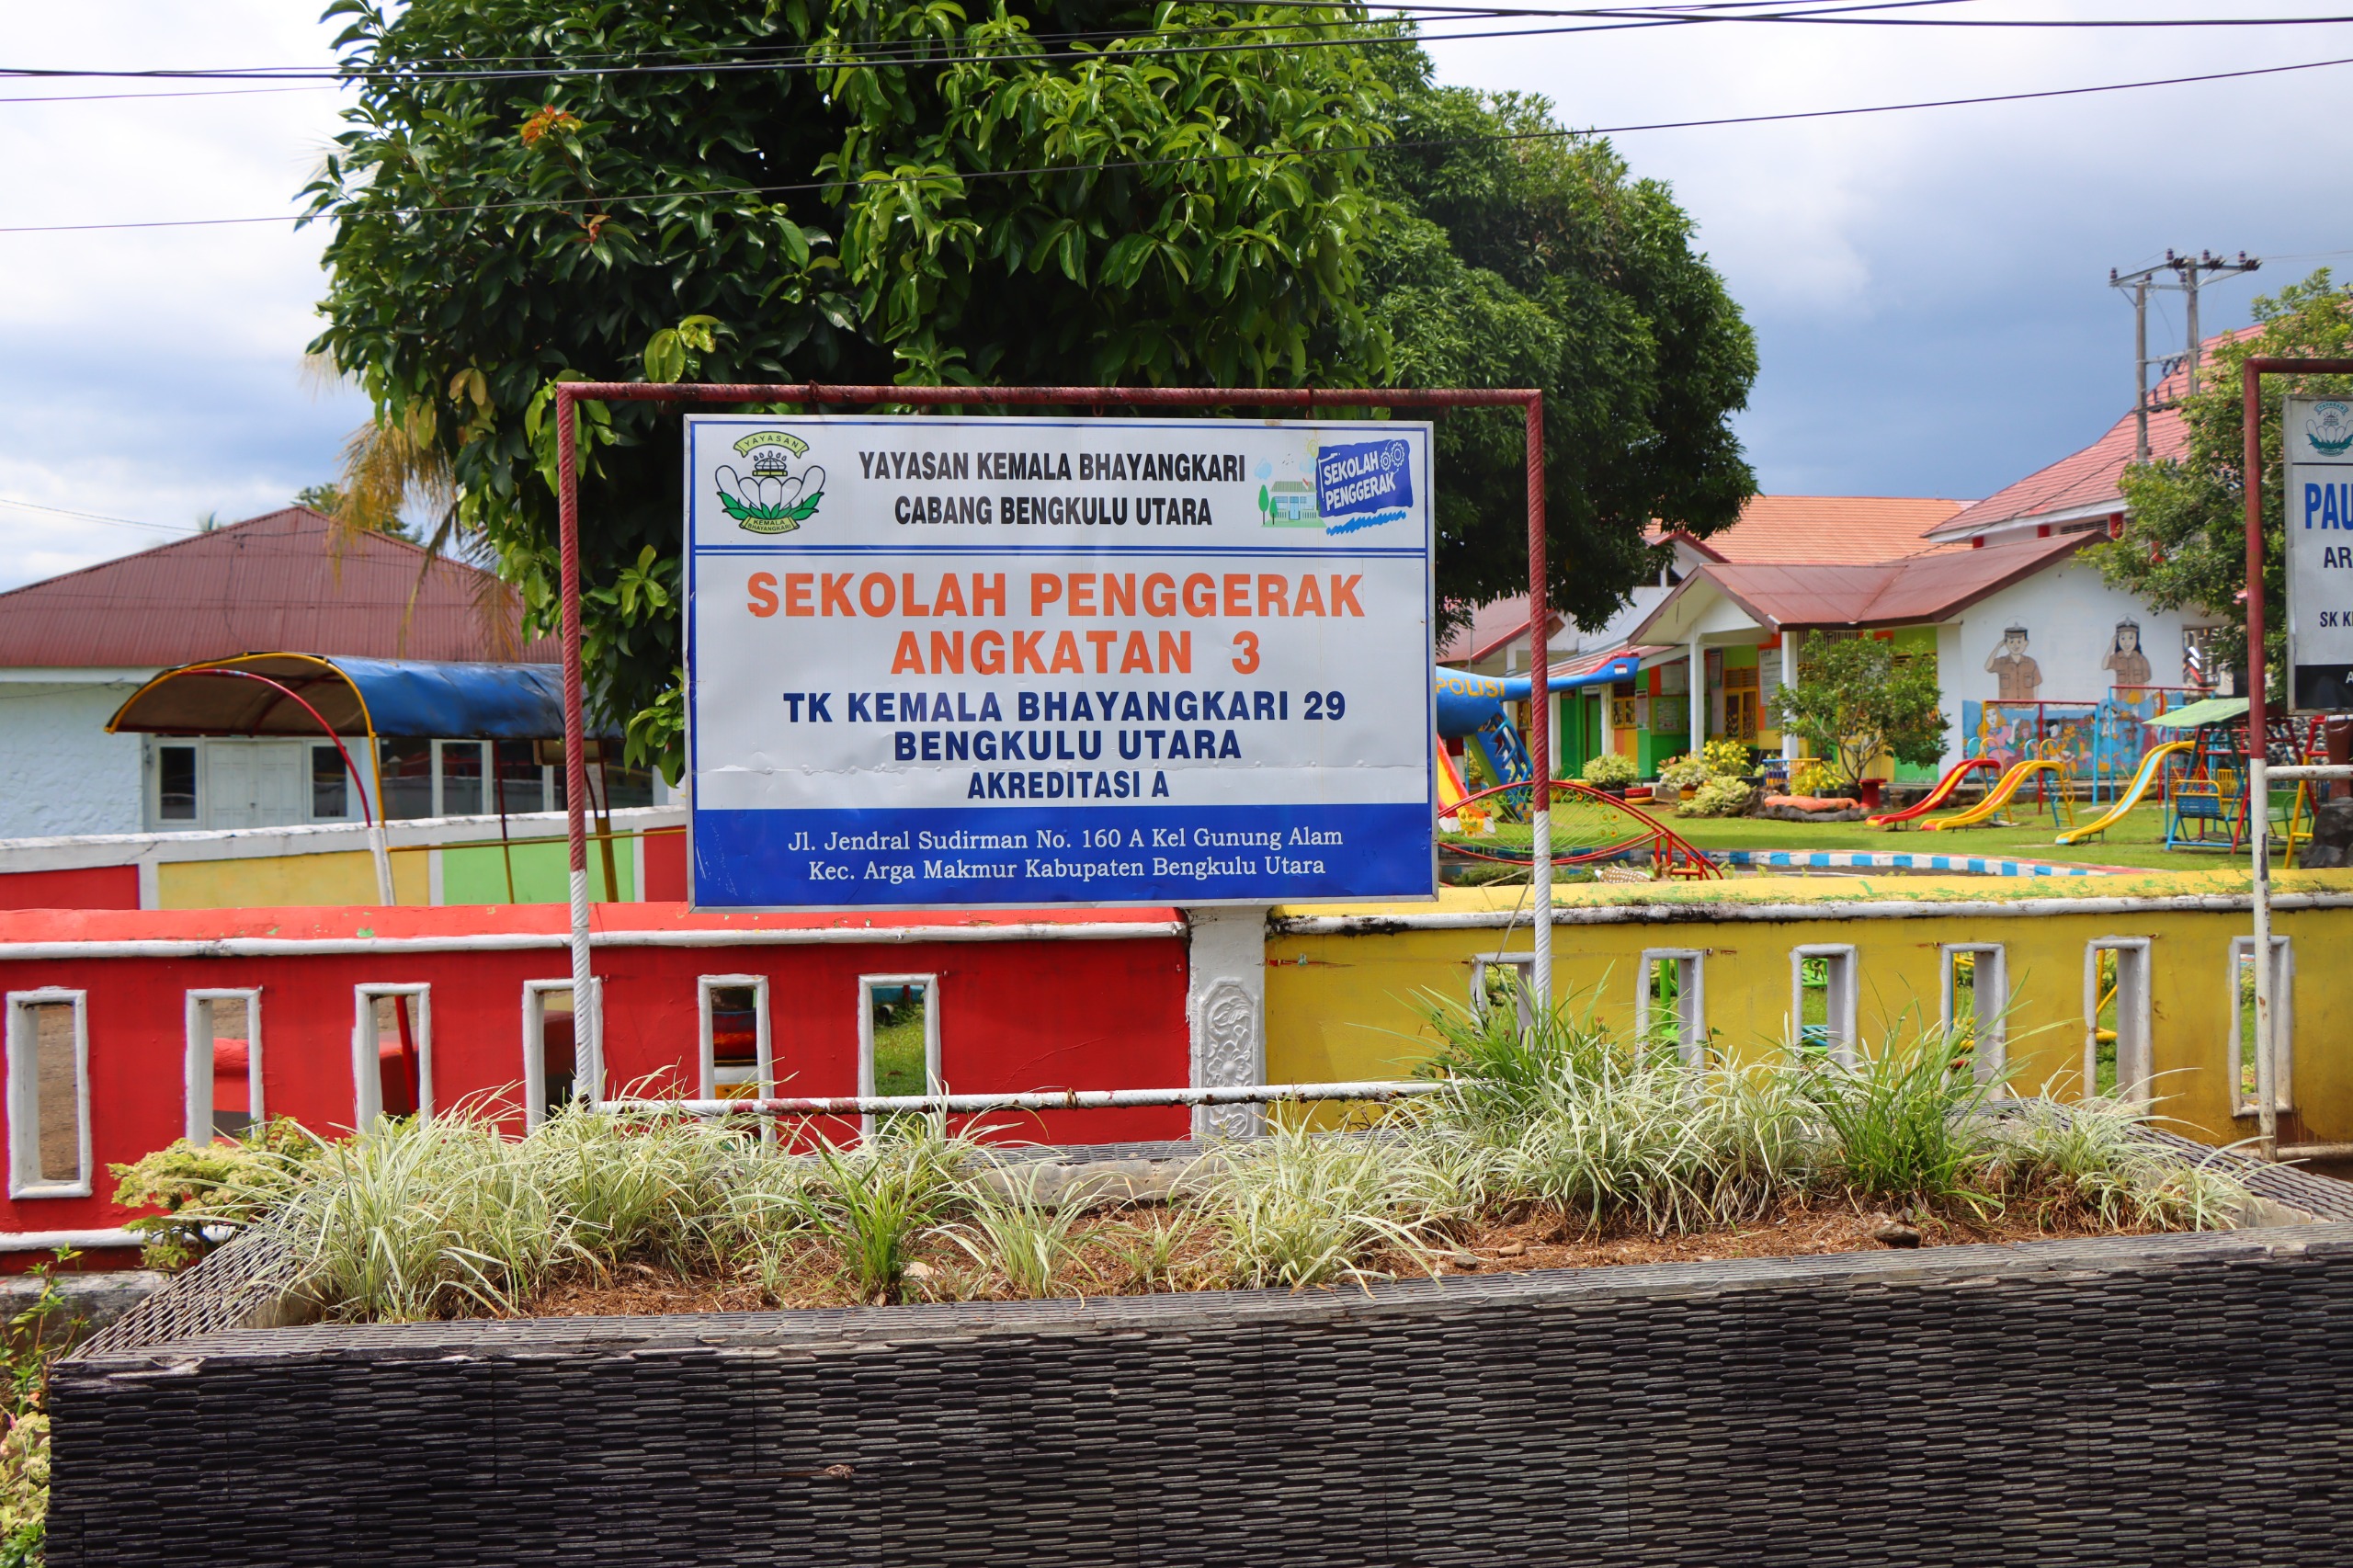 YAYASAN
KEMALA
BHAYANGKARI
YAYASAN KEMALA BHAYANGKARI
CABANG BENGKULU UTARA
SEKOLAH
PENGGERAK
SEKOLAH PENGGERAK
ANGKATAN 3
TK KEMALA BHAYANGKARI 29
BENGKULU UTARA
AKREDITASI A
Jl. Jendral Sudirman No. 160 A Kel Gunung Alam
Kec. Arga Makmur Kabupaten Bengkulu Utara
POLISI
PAU
AR
SK K